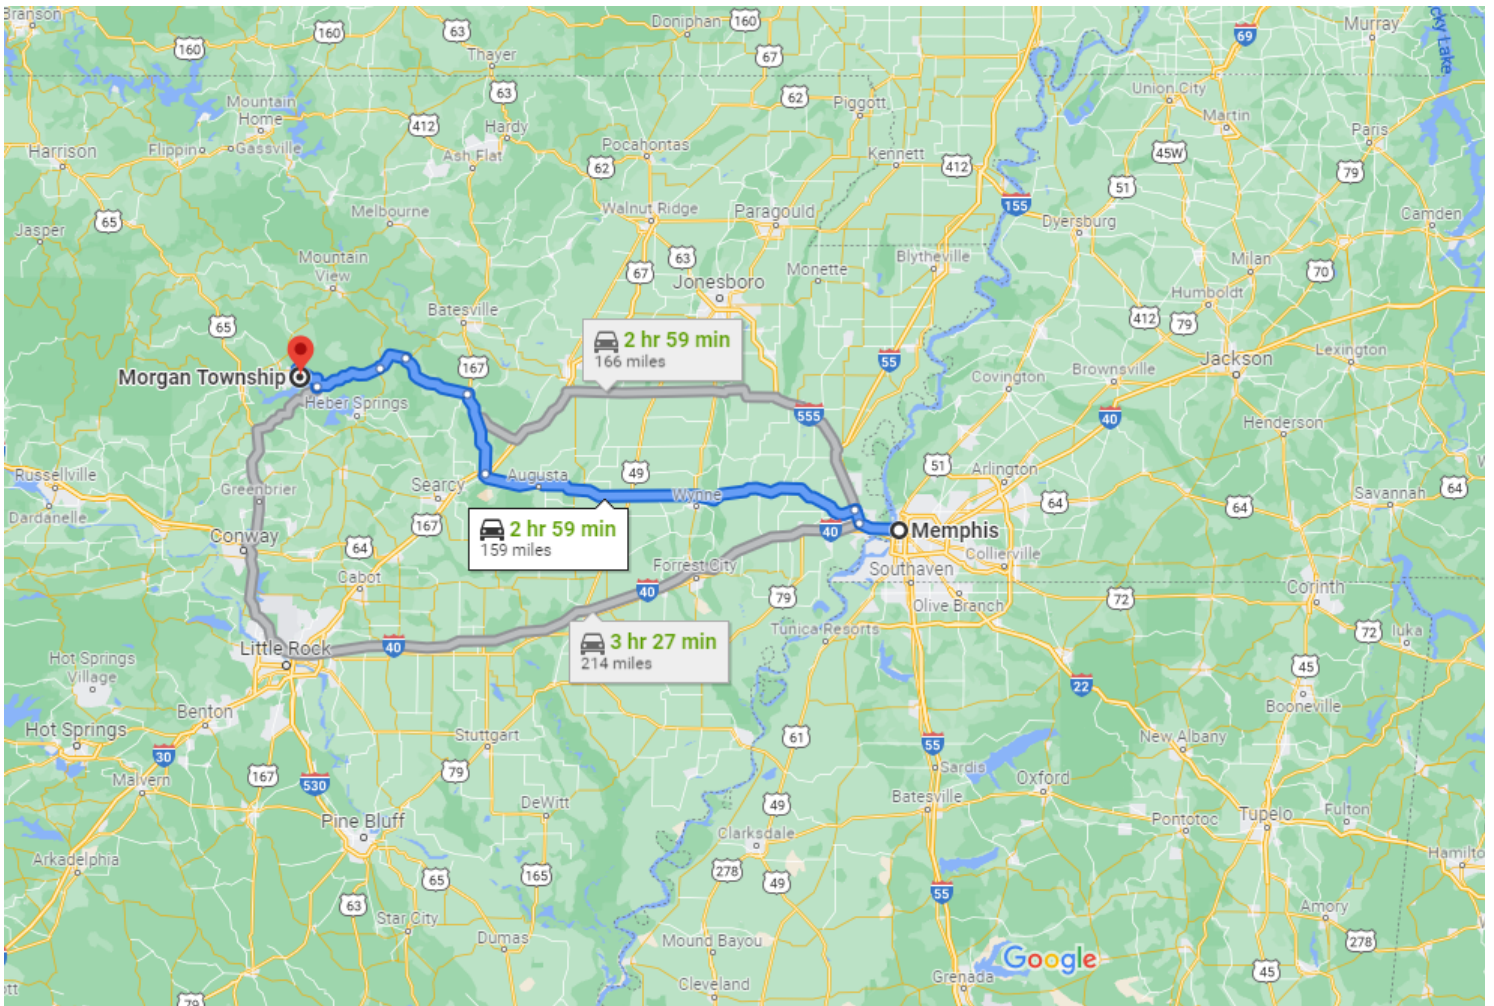 Branson
160
160
63
Doniphan
160
69
Murray
Thayer
67
Mountain
Home
63
62
Piggott
Union City
Martin
Paris
Harrison
Flippin
Gassville
412
Hardy
Ash Flat
Pocahontas
62
Kennett
412
45W
51
79
155
Jasper
65
Melbourne
Walnut Ridge
Paragould
Dyersburg
Camden
Mountain
View
67
63
Jonesboro
Monette
Blytheville
Milan
70
Humboldt
Batesville
412
79
65
167
2 hr 59 min
166 miles
55
Jackson
Lexington
Morgan Township
Heber Springs
Covington
Brownsville
555
40
Henderson
Russellville
Greenbrier
Searcy
Augusta
49
Wynne
51
Arlington
64
Savannah
64
64
Dardanelle
Conway
167
64
2 hr 59 min
159 miles
40
Memphis
Collierville
Cabot
Forrest City
Southaven
40
79
Olive Branch
72
Corinth
Little Rock
40
3 hr 27 min
214 miles
Tunica Resorts
72
Iuka
Hot Springs
Village
22
45
Booneville
Benton
Hot Springs
30
Stuttgart
61
55
New Albany
Malvern
167
530
79
Sardis
Oxford
Pine Bluff
DeWitt
49
Batesville
Tupelo
Fulton
Pontotoc
Clarksdale
Arkadelphia
65
165
278
49
55
Hamilto
63
Star City
Amory
Dumas
Mound Bayou
278
Google
Cleveland
Grenada
45
79